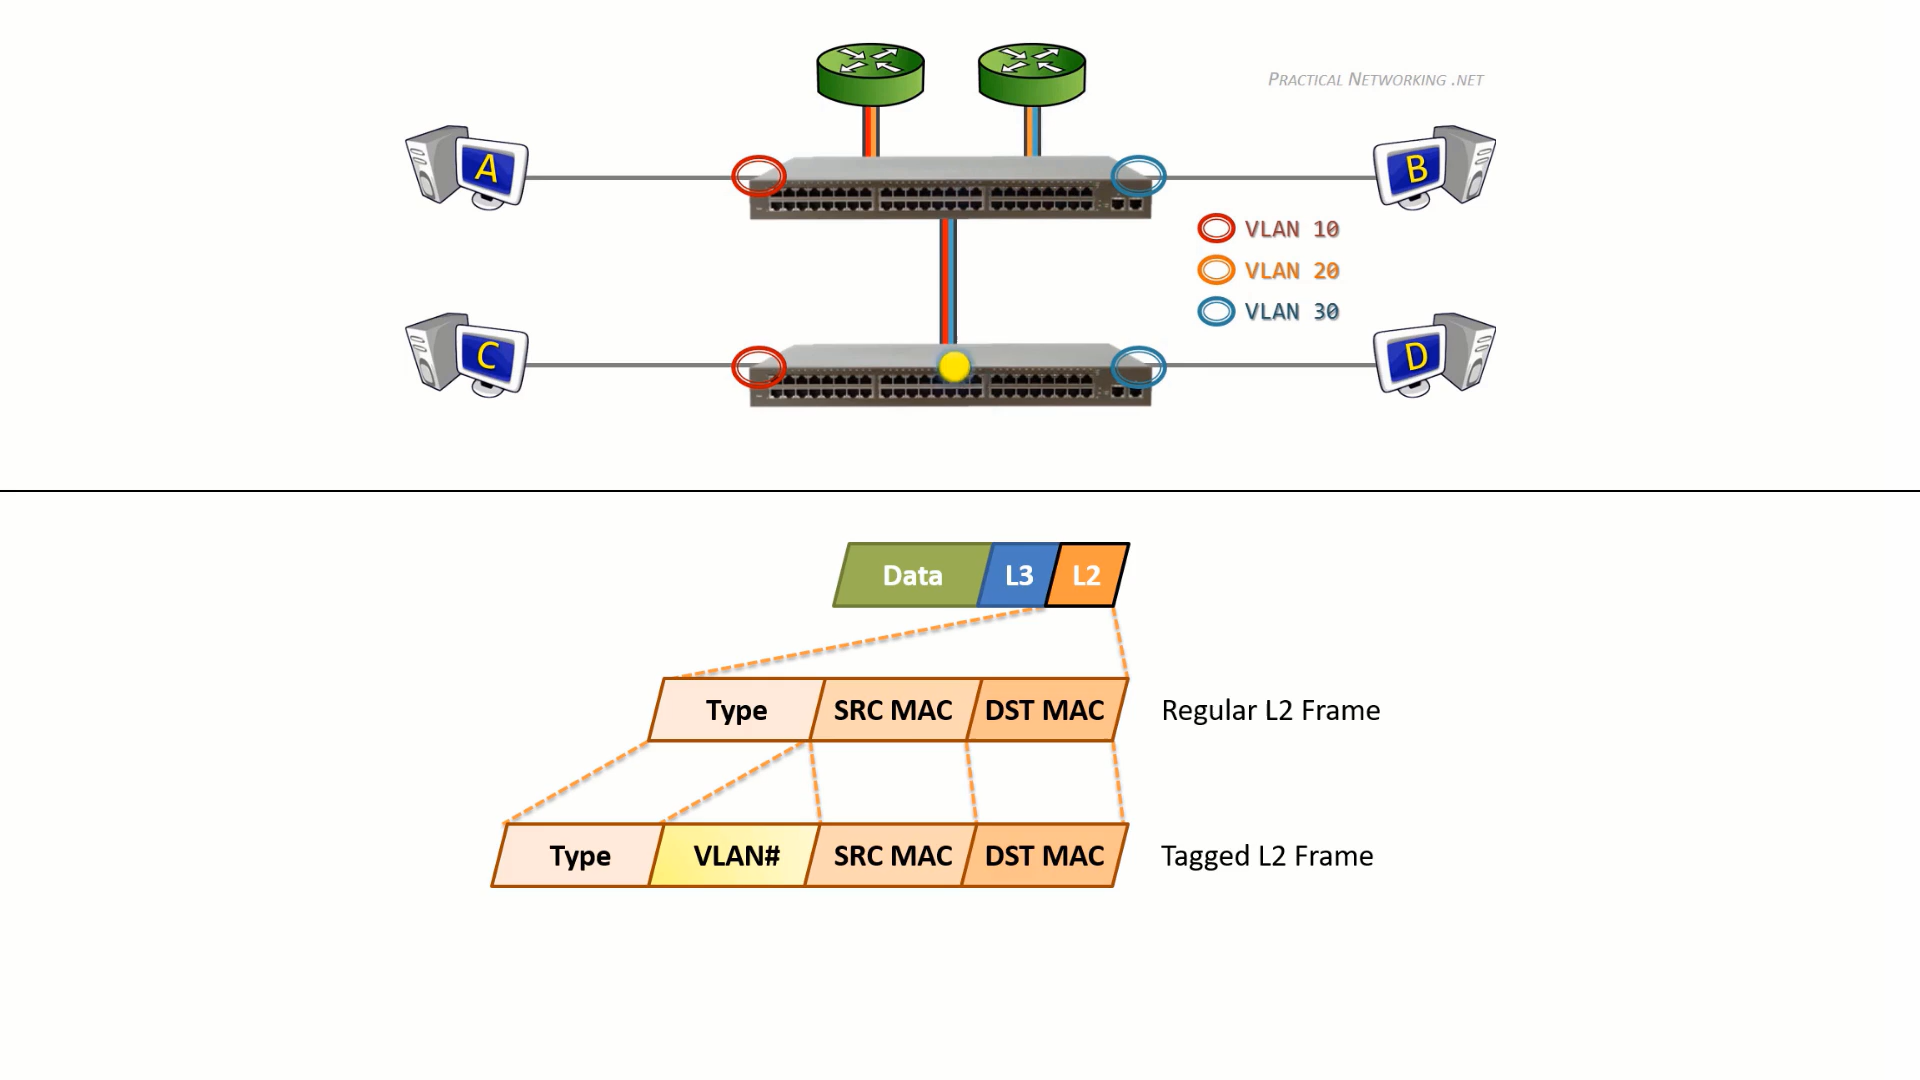 PRACTICAL NETWORKING .NET
A
B
VLAN 10
VLAN 20
VLAN 30
C
D
Data L3 L2
Type SRC MAC DST MAC Regular L2 Frame
Type VLAN# SRC MAC DST MAC Tagged L2 Frame